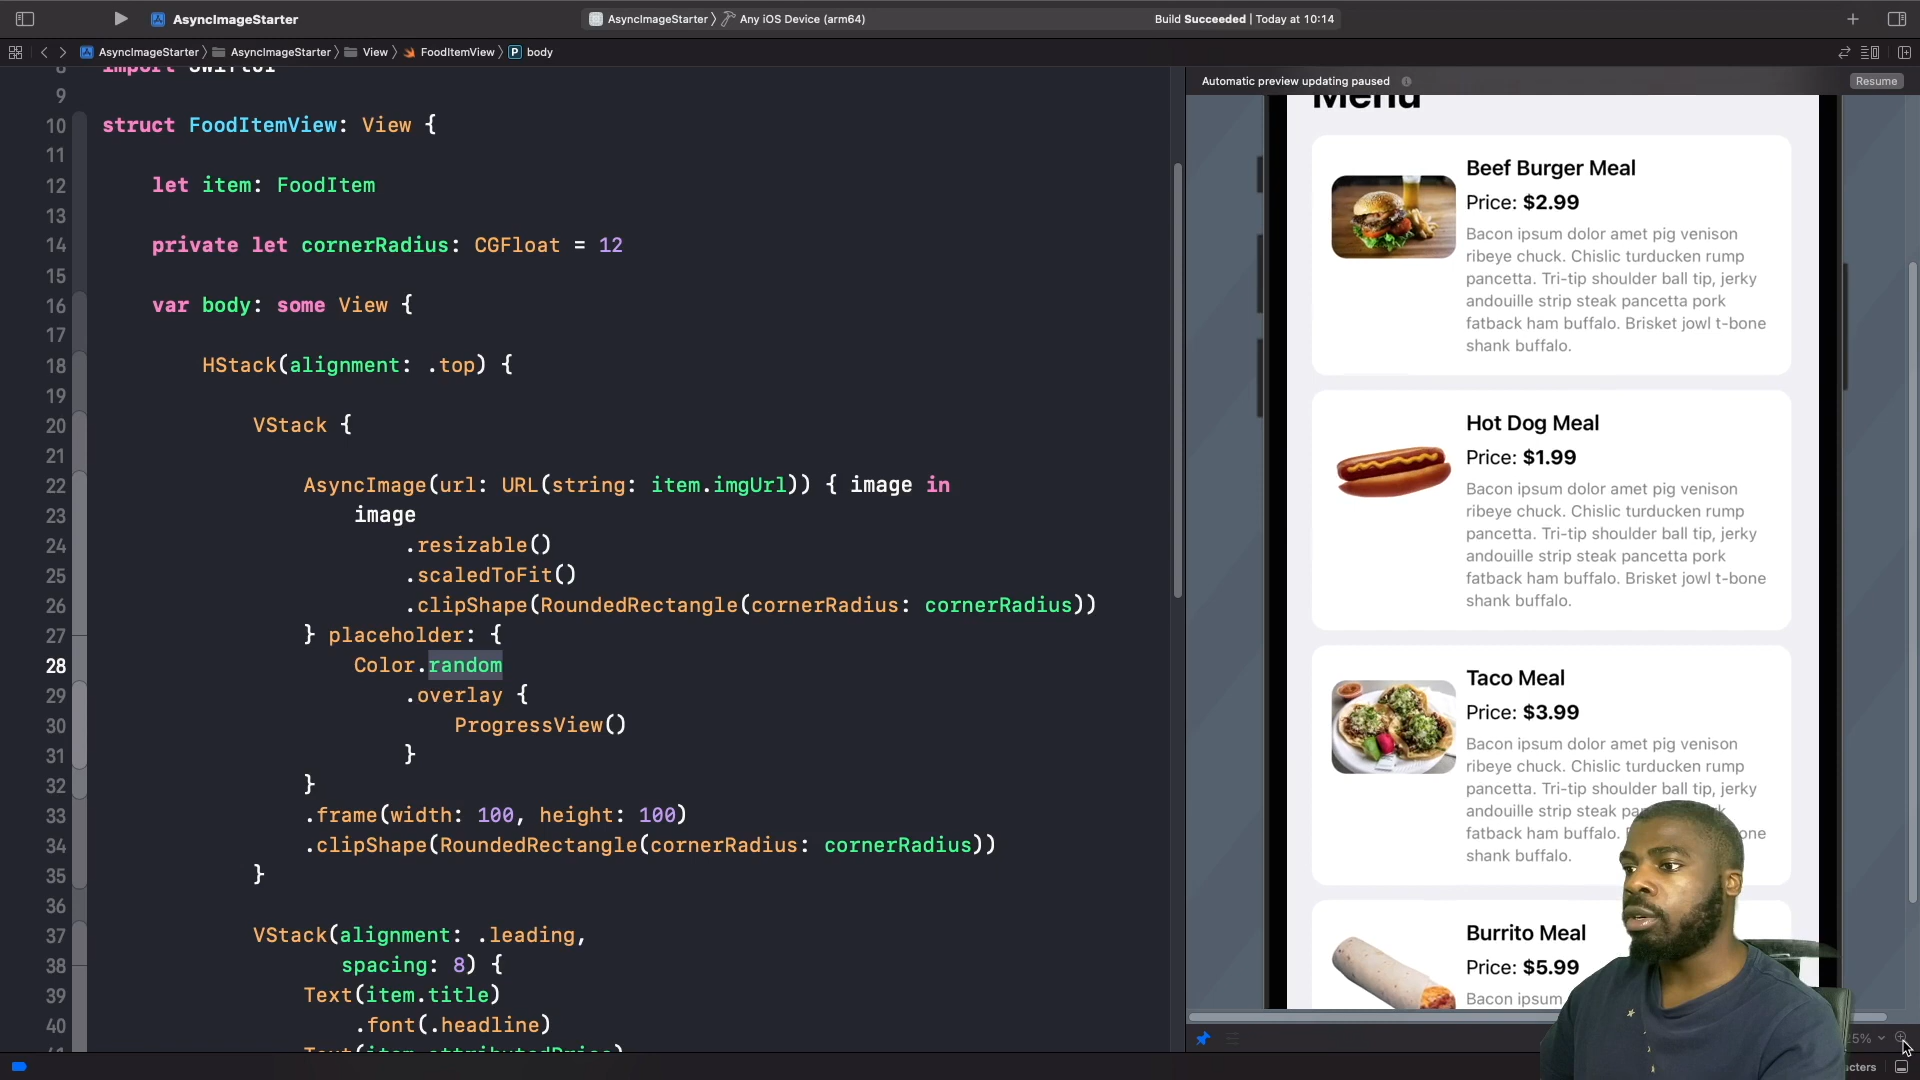 AsyncImageStarter
AsyncImageStarter 〉 Any iOS Device (arm64)
Build Succeeded | Today at 10:14
AsyncImageStarter 〉 AsyncImageStarter 〉 View 〉 FoodItemView 〉 P body
8 import SwiftUI
9
10 struct FoodItemView: View {
11
12 let item: FoodItem
13
14 private let cornerRadius: CGFloat = 12
15
16 var body: some View {
17
18 HStack(alignment: .top) {
19
20 VStack {
21
22 AsyncImage(url: URL(string: item.imgUrl)) { image in
23 image
24 .resizable()
25 .scaledToFit()
26 .clipShape(RoundedRectangle(cornerRadius: cornerRadius))
27 } placeholder: {
28 Color.random
29 .overlay {
30 ProgressView()
31 }
32 }
33 .frame(width: 100, height: 100)
34 .clipShape(RoundedRectangle(cornerRadius: cornerRadius))
35 }
36
37 VStack(alignment: .leading,
38 spacing: 8) {
39 Text(item.title)
40 .font(.headline)
41 Text(item.attributedPrice)
Automatic preview updating paused
Resume
Menu
Beef Burger Meal
Price: $2.99
Bacon ipsum dolor amet pig venison
ribeye chuck. Chislic turducken rump
pancetta. Tri-tip shoulder ball tip, jerky
andouille strip steak pancetta pork
fatback ham buffalo. Brisket jowl t-bone
shank buffalo.
Hot Dog Meal
Price: $1.99
Bacon ipsum dolor amet pig venison
ribeye chuck. Chislic turducken rump
pancetta. Tri-tip shoulder ball tip, jerky
andouille strip steak pancetta pork
fatback ham buffalo. Brisket jowl t-bone
shank buffalo.
Taco Meal
Price: $3.99
Bacon ipsum dolor amet pig venison
ribeye chuck. Chislic turducken rump
pancetta. Tri-tip shoulder ball tip, jerky
andouille strip steak
fatback ham buffalo.
shank buffalo.
Burrito Meal
Price: $5.99
Bacon ipsum